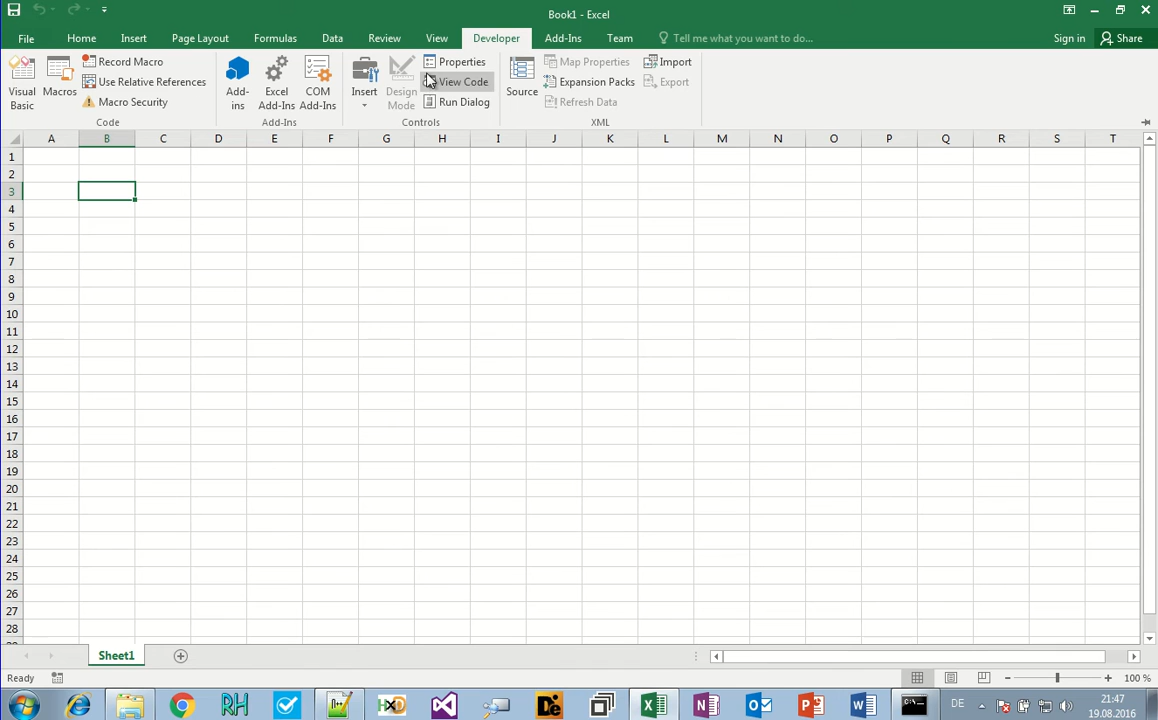 Book1 - Excel
File Home Insert Page Layout Formulas Data Review View Developer Add-Ins Team Tell me what you want to do... Sign in Share
Visual Basic
Macros
Record Macro
Use Relative References
Macro Security
Code
Add-ins
Excel Add-Ins
COM Add-Ins
Add-Ins
Insert
Design Mode
Properties
View Code
Run Dialog
Controls
Source
Map Properties
Expansion Packs
Refresh Data
Import
Export
XML
A B C D E F G H I J K L M N O P Q R S T
1
2
3
4
5
6
7
8
9
10
11
12
13
14
15
16
17
18
19
20
21
22
23
24
25
26
27
28
Sheet1
Ready
100 %
DE
21:47
19.08.2016